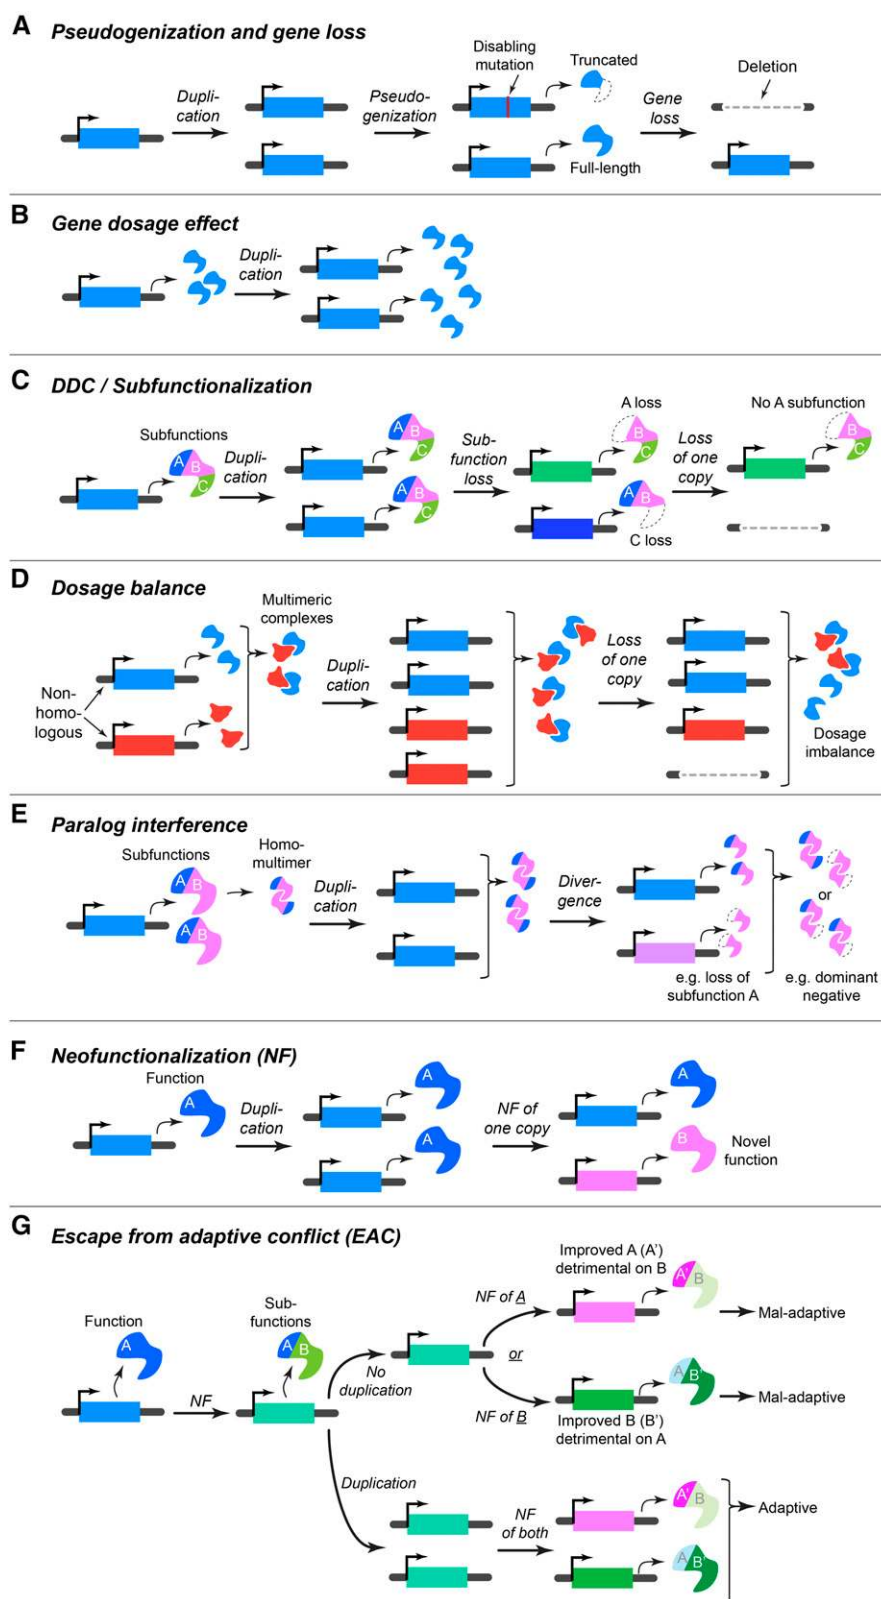 A Pseudogenization and gene loss
Dupli-
cation
Pseudo-
genization
Disabling
mutation
Truncated
Full-length
Gene
loss
Deletion
B Gene dosage effect
Dupli-
cation
C DDC / Subfunctionalization
Subfunctions
A
B
C
Dupli-
cation
A
B
C
A
B
C
Sub-
function
loss
A loss
B
C
A
B
C loss
Loss
of one
copy
No A subfunction
B
C
D Dosage balance
Non-
homo-
logous
Multimeric
complexes
Dupli-
cation
Loss
of one
copy
Dosage
imbalance
E Paralog interference
Subfunctions
A
B
A
B
Homo-
multimer
Dupli-
cation
Diver-
gence
e.g. loss of
subfunction A
or
e.g. dominant
negative
F Neofunctionalization (NF)
Function
A
Dupli-
cation
A
A
NF of
one copy
A
B
Novel
function
G Escape from adaptive conflict (EAC)
Function
A
NF
Sub-
functions
A
B
No
duplication
NF of A
or
NF of B
Improved A (A')
detrimental on B
A'
B
Mal-adaptive
A
B'
Improved B (B')
detrimental on A
Mal-adaptive
Duplication
NF
of both
A'
B
A
B'
Adaptive